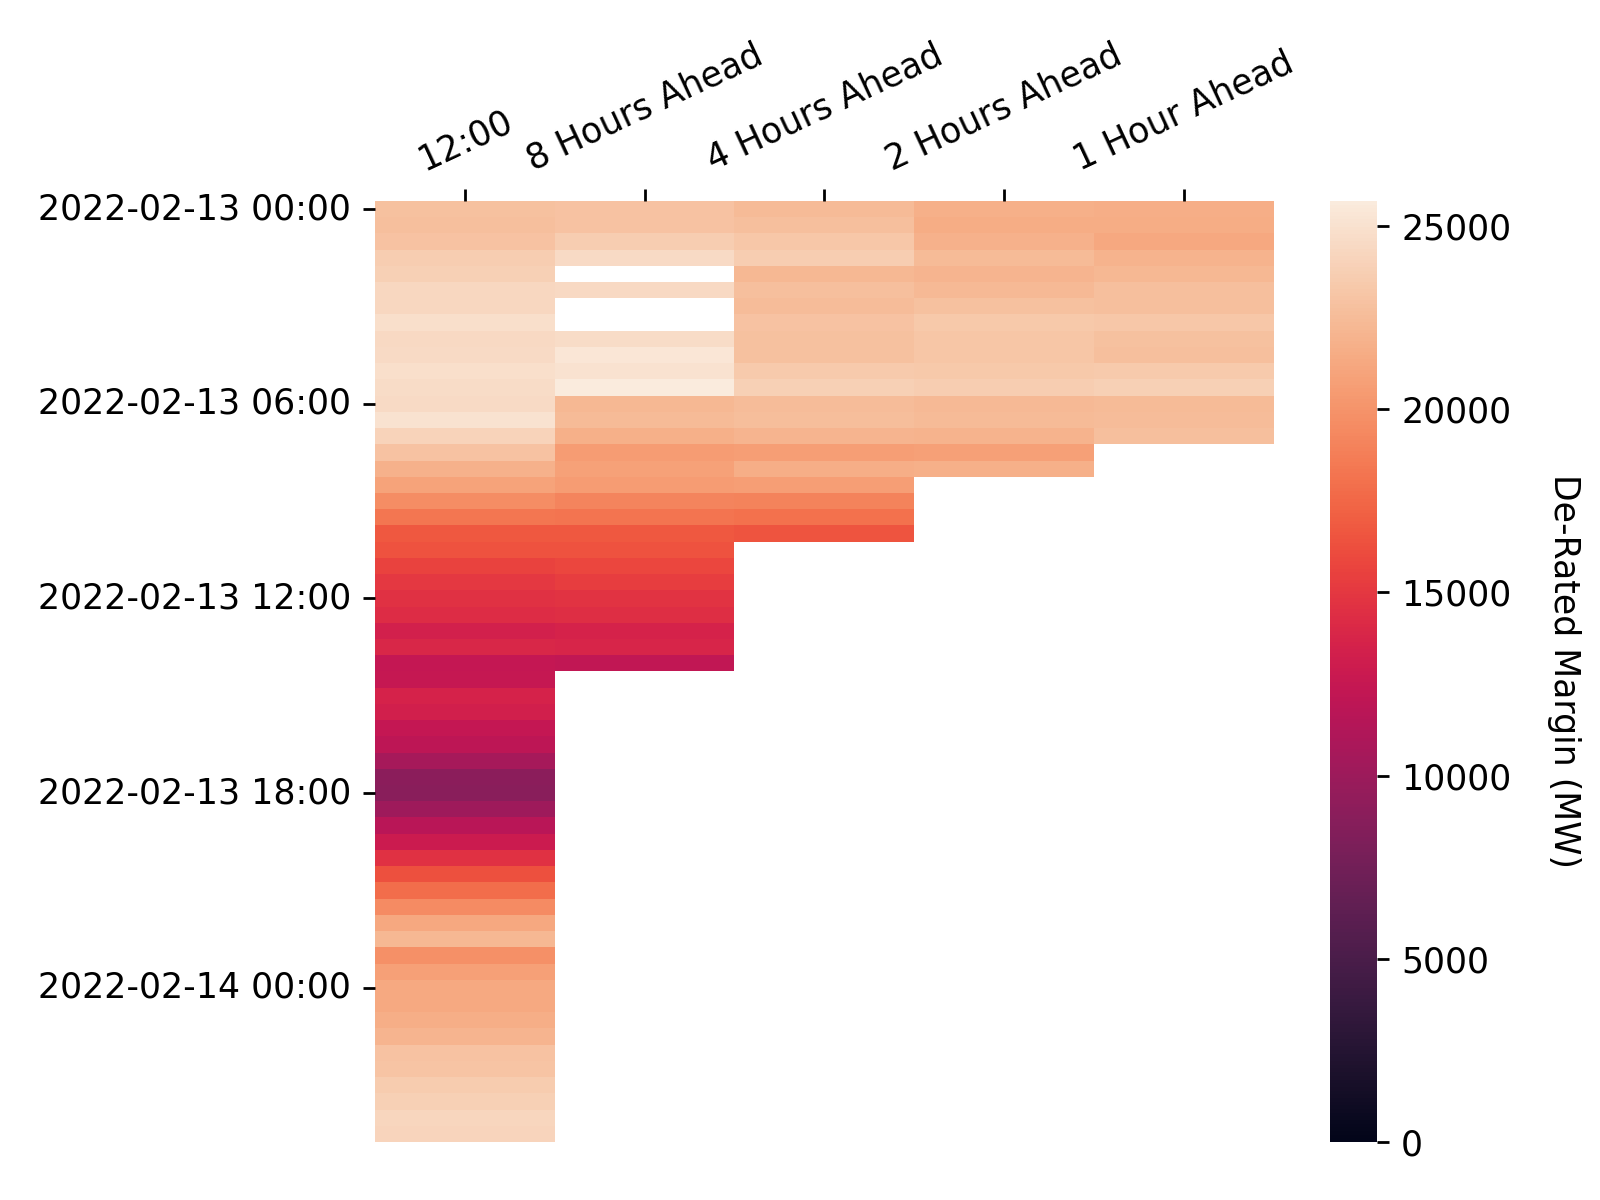 12:00
8 Hours Ahead
4 Hours Ahead
2 Hours Ahead
1 Hour Ahead
2022-02-13 00:00
2022-02-13 06:00
2022-02-13 12:00
2022-02-13 18:00
2022-02-14 00:00
25000
20000
15000
10000
5000
0
De-Rated Margin (MW)